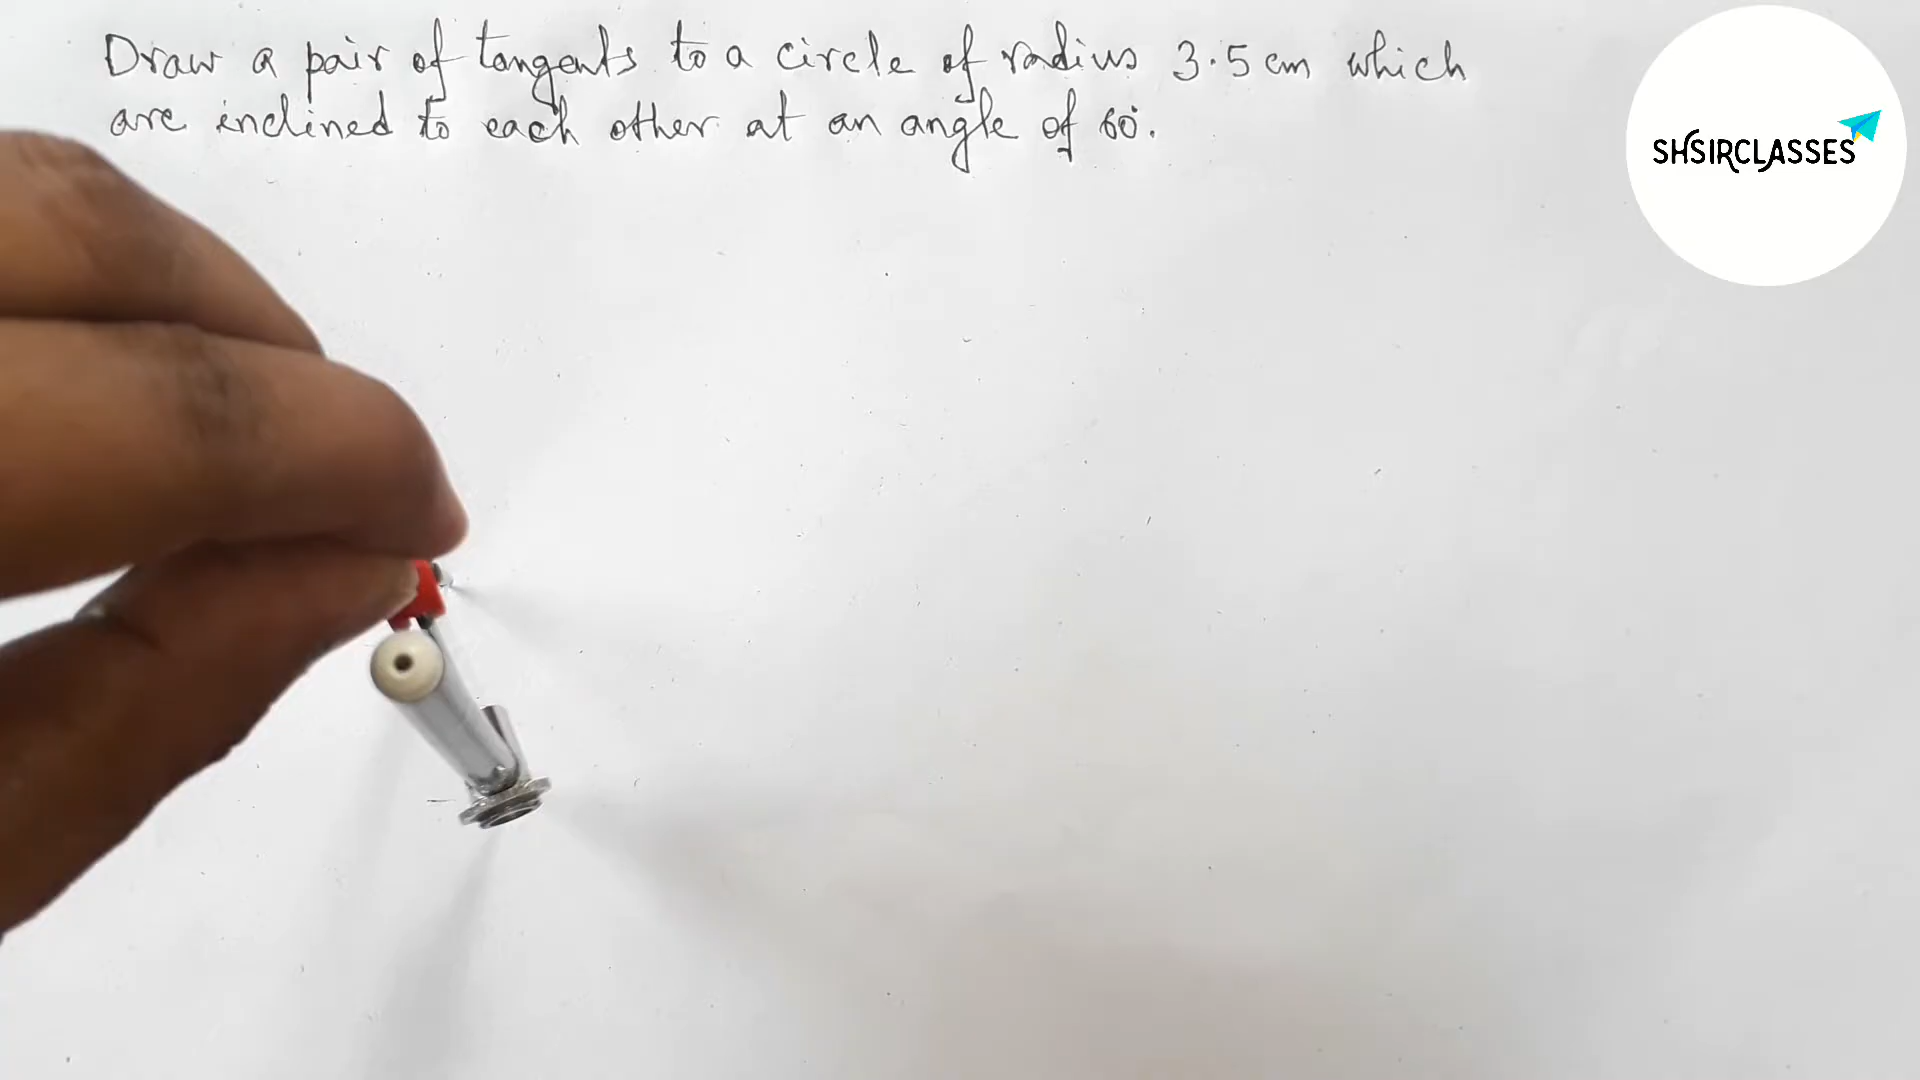 Draw a pair of tangents to a circle of radius 3.5 cm which
are inclined to each other at an angle of 60°.
SHSIRCLASSES